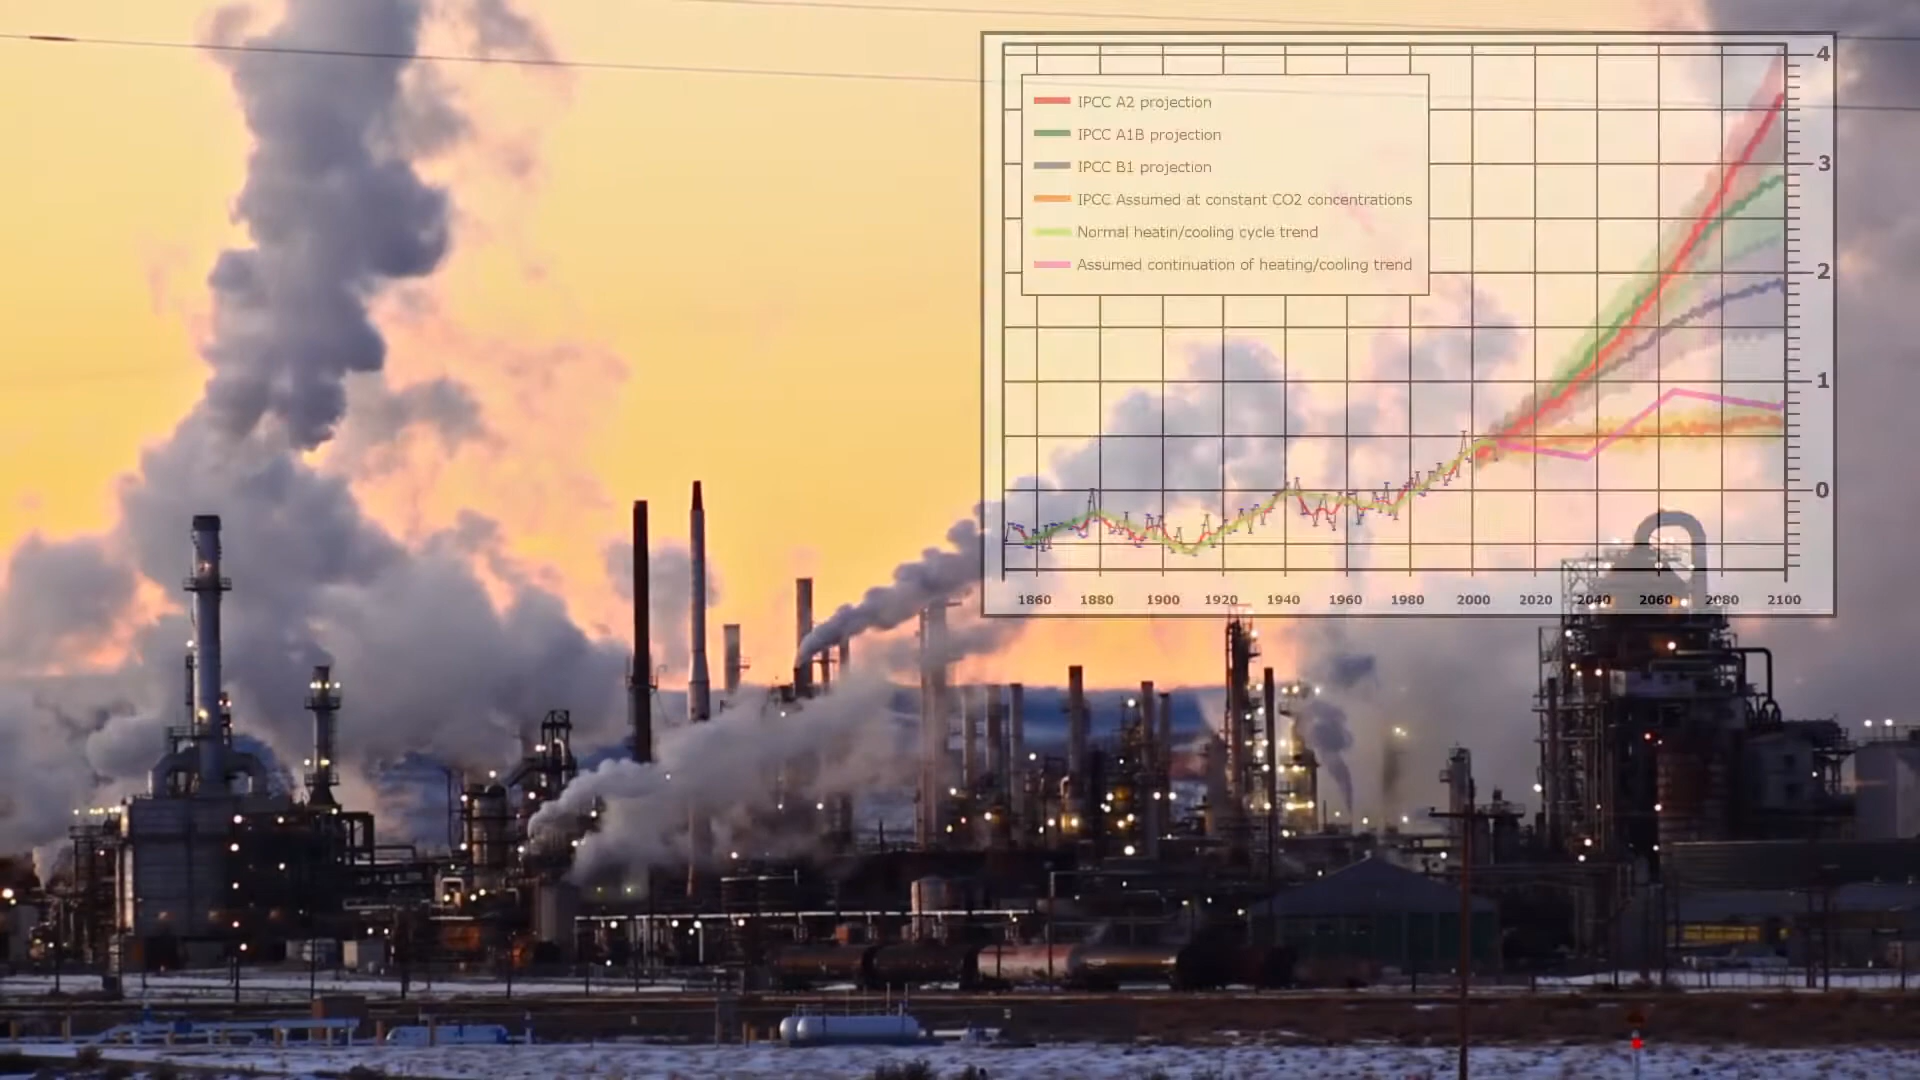 IPCC A2 projection
IPCC A1B projection
IPCC B1 projection
IPCC Assumed at constant CO2 concentrations
Normal heatin/cooling cycle trend
Assumed continuation of heating/cooling trend
4
3
2
1
0
1860 1880 1900 1920 1940 1960 1980 2000 2020 2040 2060 2080 2100